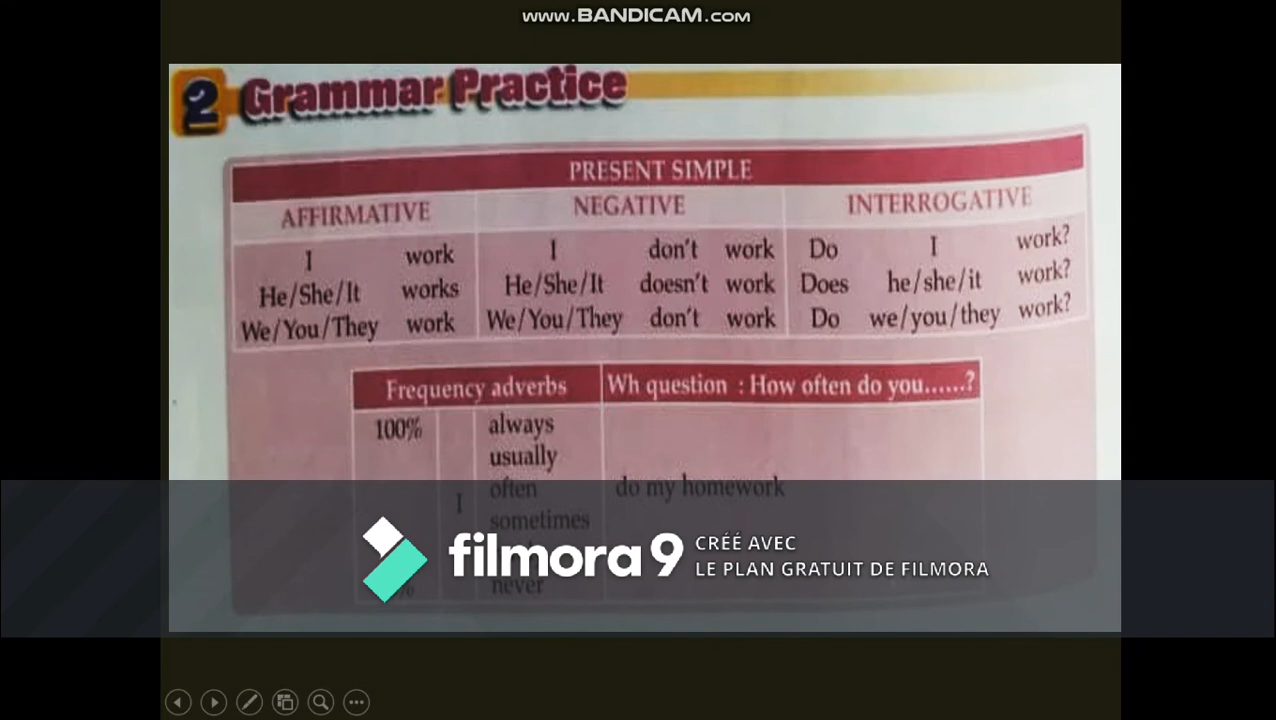 www.BANDICAM.com
2 Grammar Practice
PRESENT SIMPLE
AFFIRMATIVE NEGATIVE INTERROGATIVE
I work I don't work Do I work?
He/She/It works He/She/It doesn't work Does he/she/it work?
We/You/They work We/You/They don't work Do we/you/they work?
Frequency adverbs Wh question : How often do you......?
100% always
usually
often do my homework
I
sometimes
filmora 9 CRÉÉ AVEC
LE PLAN GRATUIT DE FILMORA
never